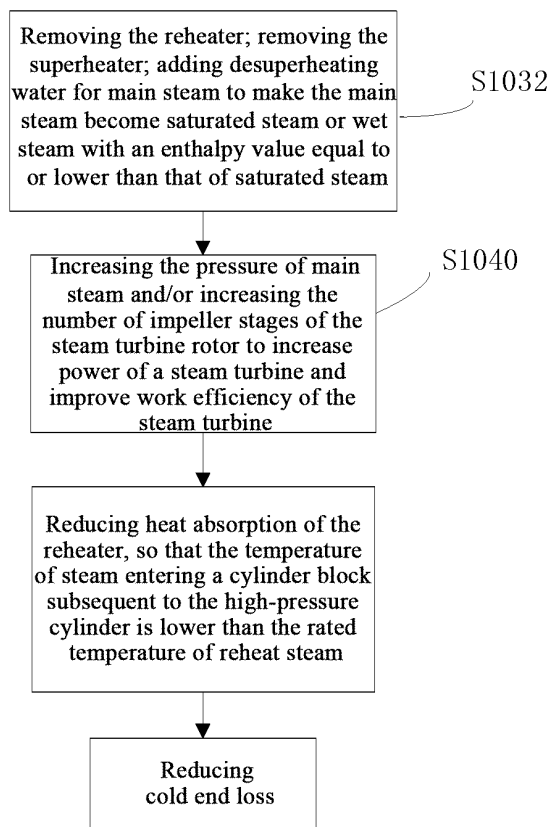 Removing the reheater; removing the
superheater; adding desuperheating
water for main steam to make the main
steam become saturated steam or wet
steam with an enthalpy value equal to
or lower than that of saturated steam
S1032
Increasing the pressure of main
steam and/or increasing the
number of impeller stages of the
steam turbine rotor to increase
power of a steam turbine and
improve work efficiency of the
steam turbine
S1040
Reducing heat absorption of the
reheater, so that the temperature
of steam entering a cylinder block
subsequent to the high-pressure
cylinder is lower than the rated
temperature of reheat steam
Reducing
cold end loss